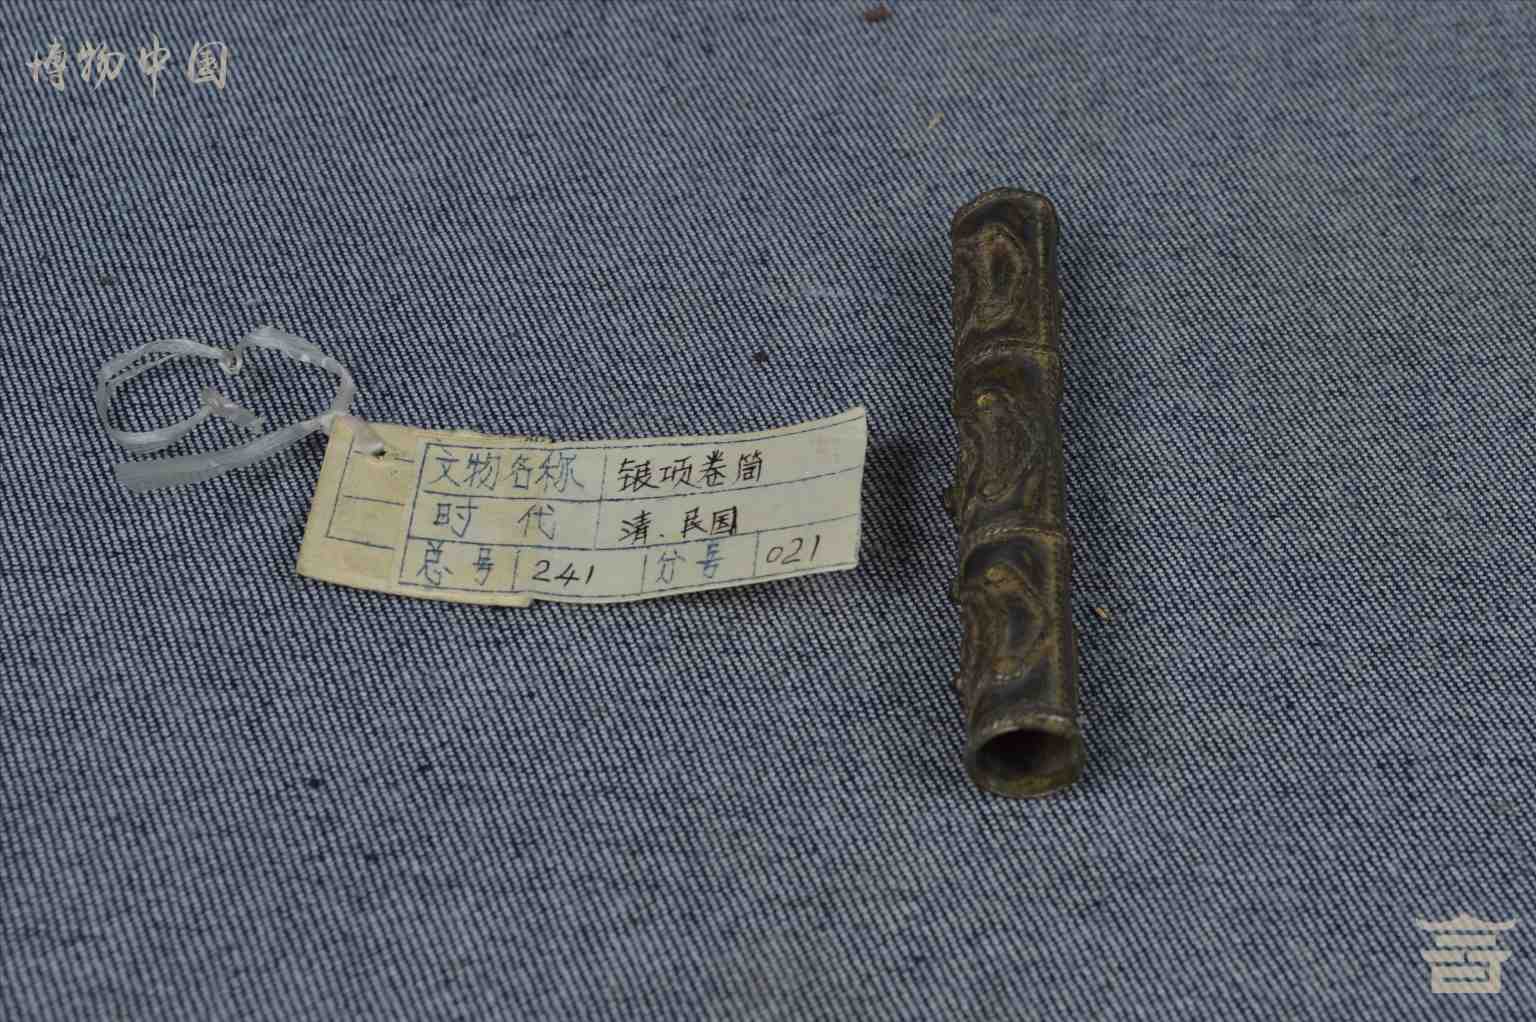 博物中国
文物名称 银项卷筒
时代 清.民国
总号 241 分号 021